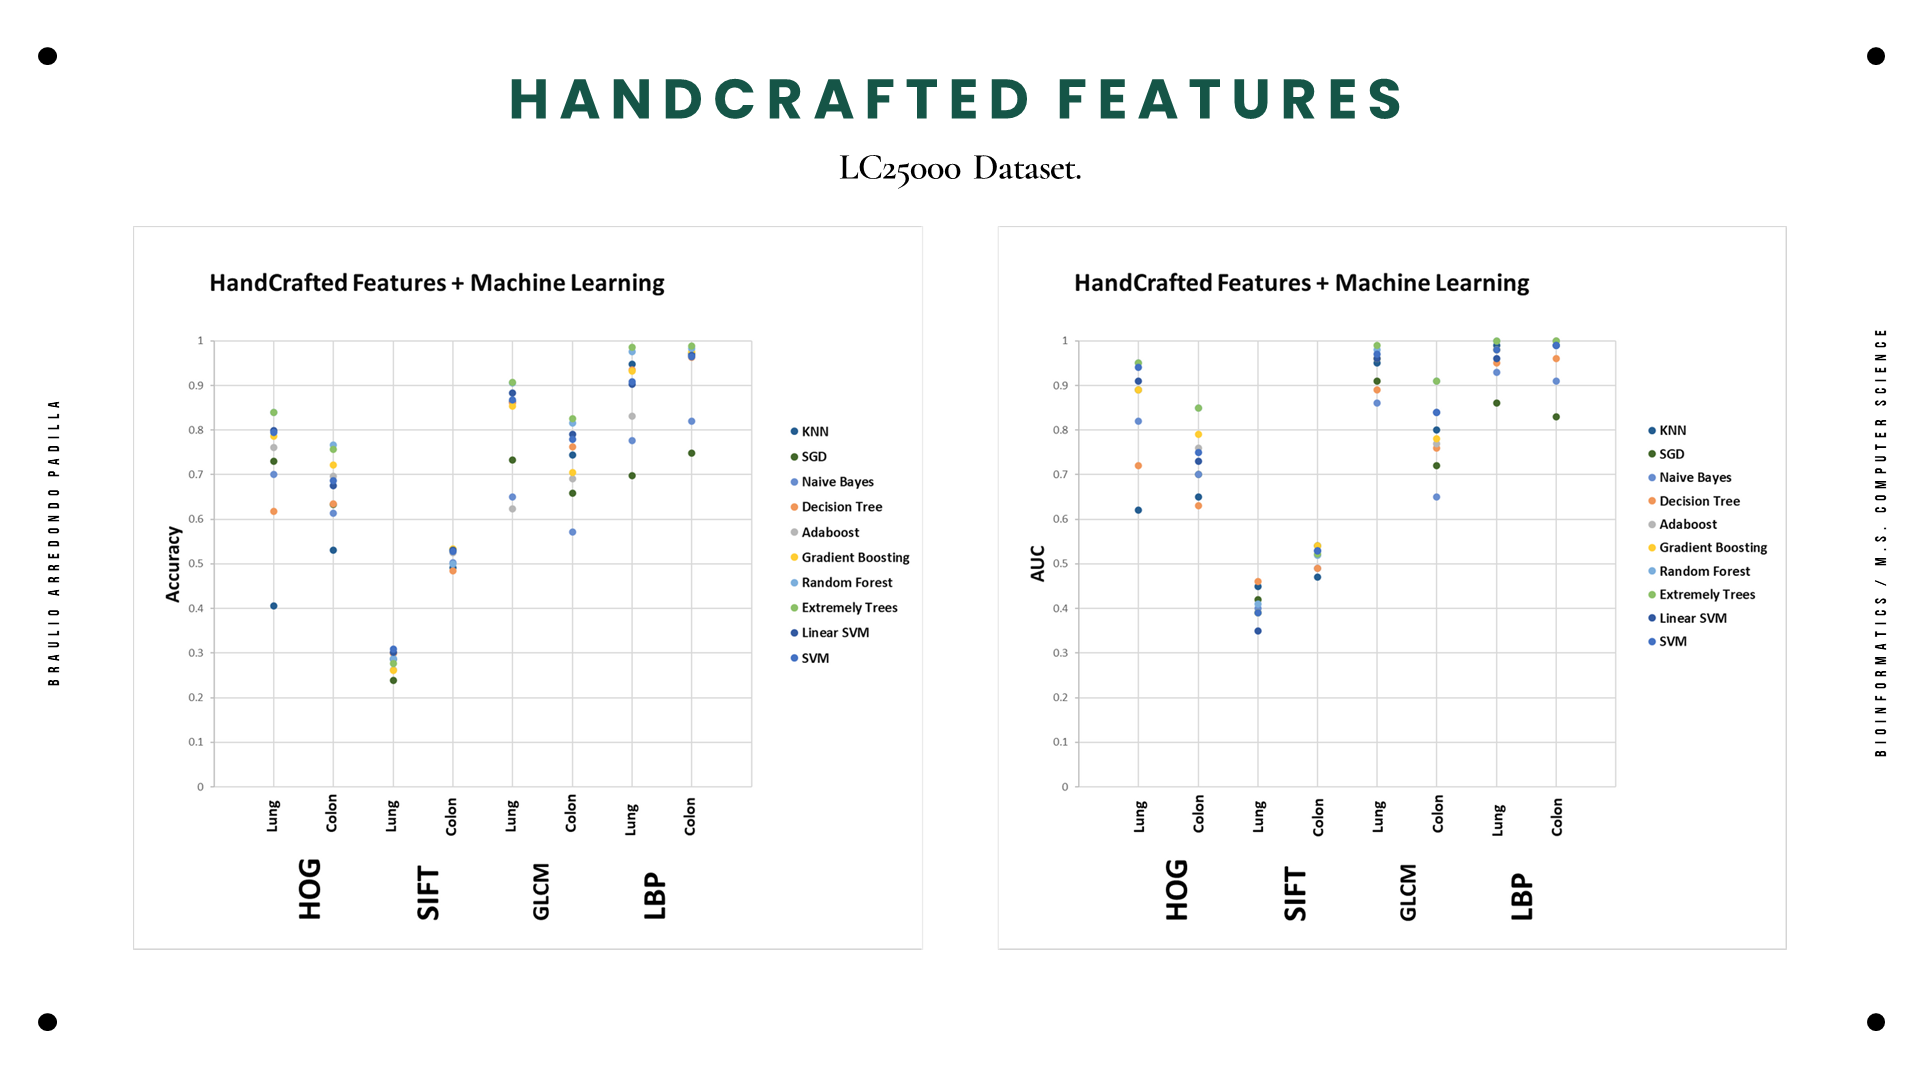 HANDCRAFTED FEATURES
LC25000 Dataset.
BRAULIO ARREDONDO PADILLA
HandCrafted Features + Machine Learning
Accuracy
1
0.9
0.8
0.7
0.6
0.5
0.4
0.3
0.2
0.1
0
Lung
Colon
Lung
Colon
Lung
Colon
Lung
Colon
HOG
SIFT
GLCM
LBP
KNN
SGD
Naive Bayes
Decision Tree
Adaboost
Gradient Boosting
Random Forest
Extremely Trees
Linear SVM
SVM
HandCrafted Features + Machine Learning
AUC
1
0.9
0.8
0.7
0.6
0.5
0.4
0.3
0.2
0.1
0
Lung
Colon
Lung
Colon
Lung
Colon
Lung
Colon
HOG
SIFT
GLCM
LBP
KNN
SGD
Naive Bayes
Decision Tree
Adaboost
Gradient Boosting
Random Forest
Extremely Trees
Linear SVM
SVM
BIOINFORMATICS / M.S. COMPUTER SCIENCE